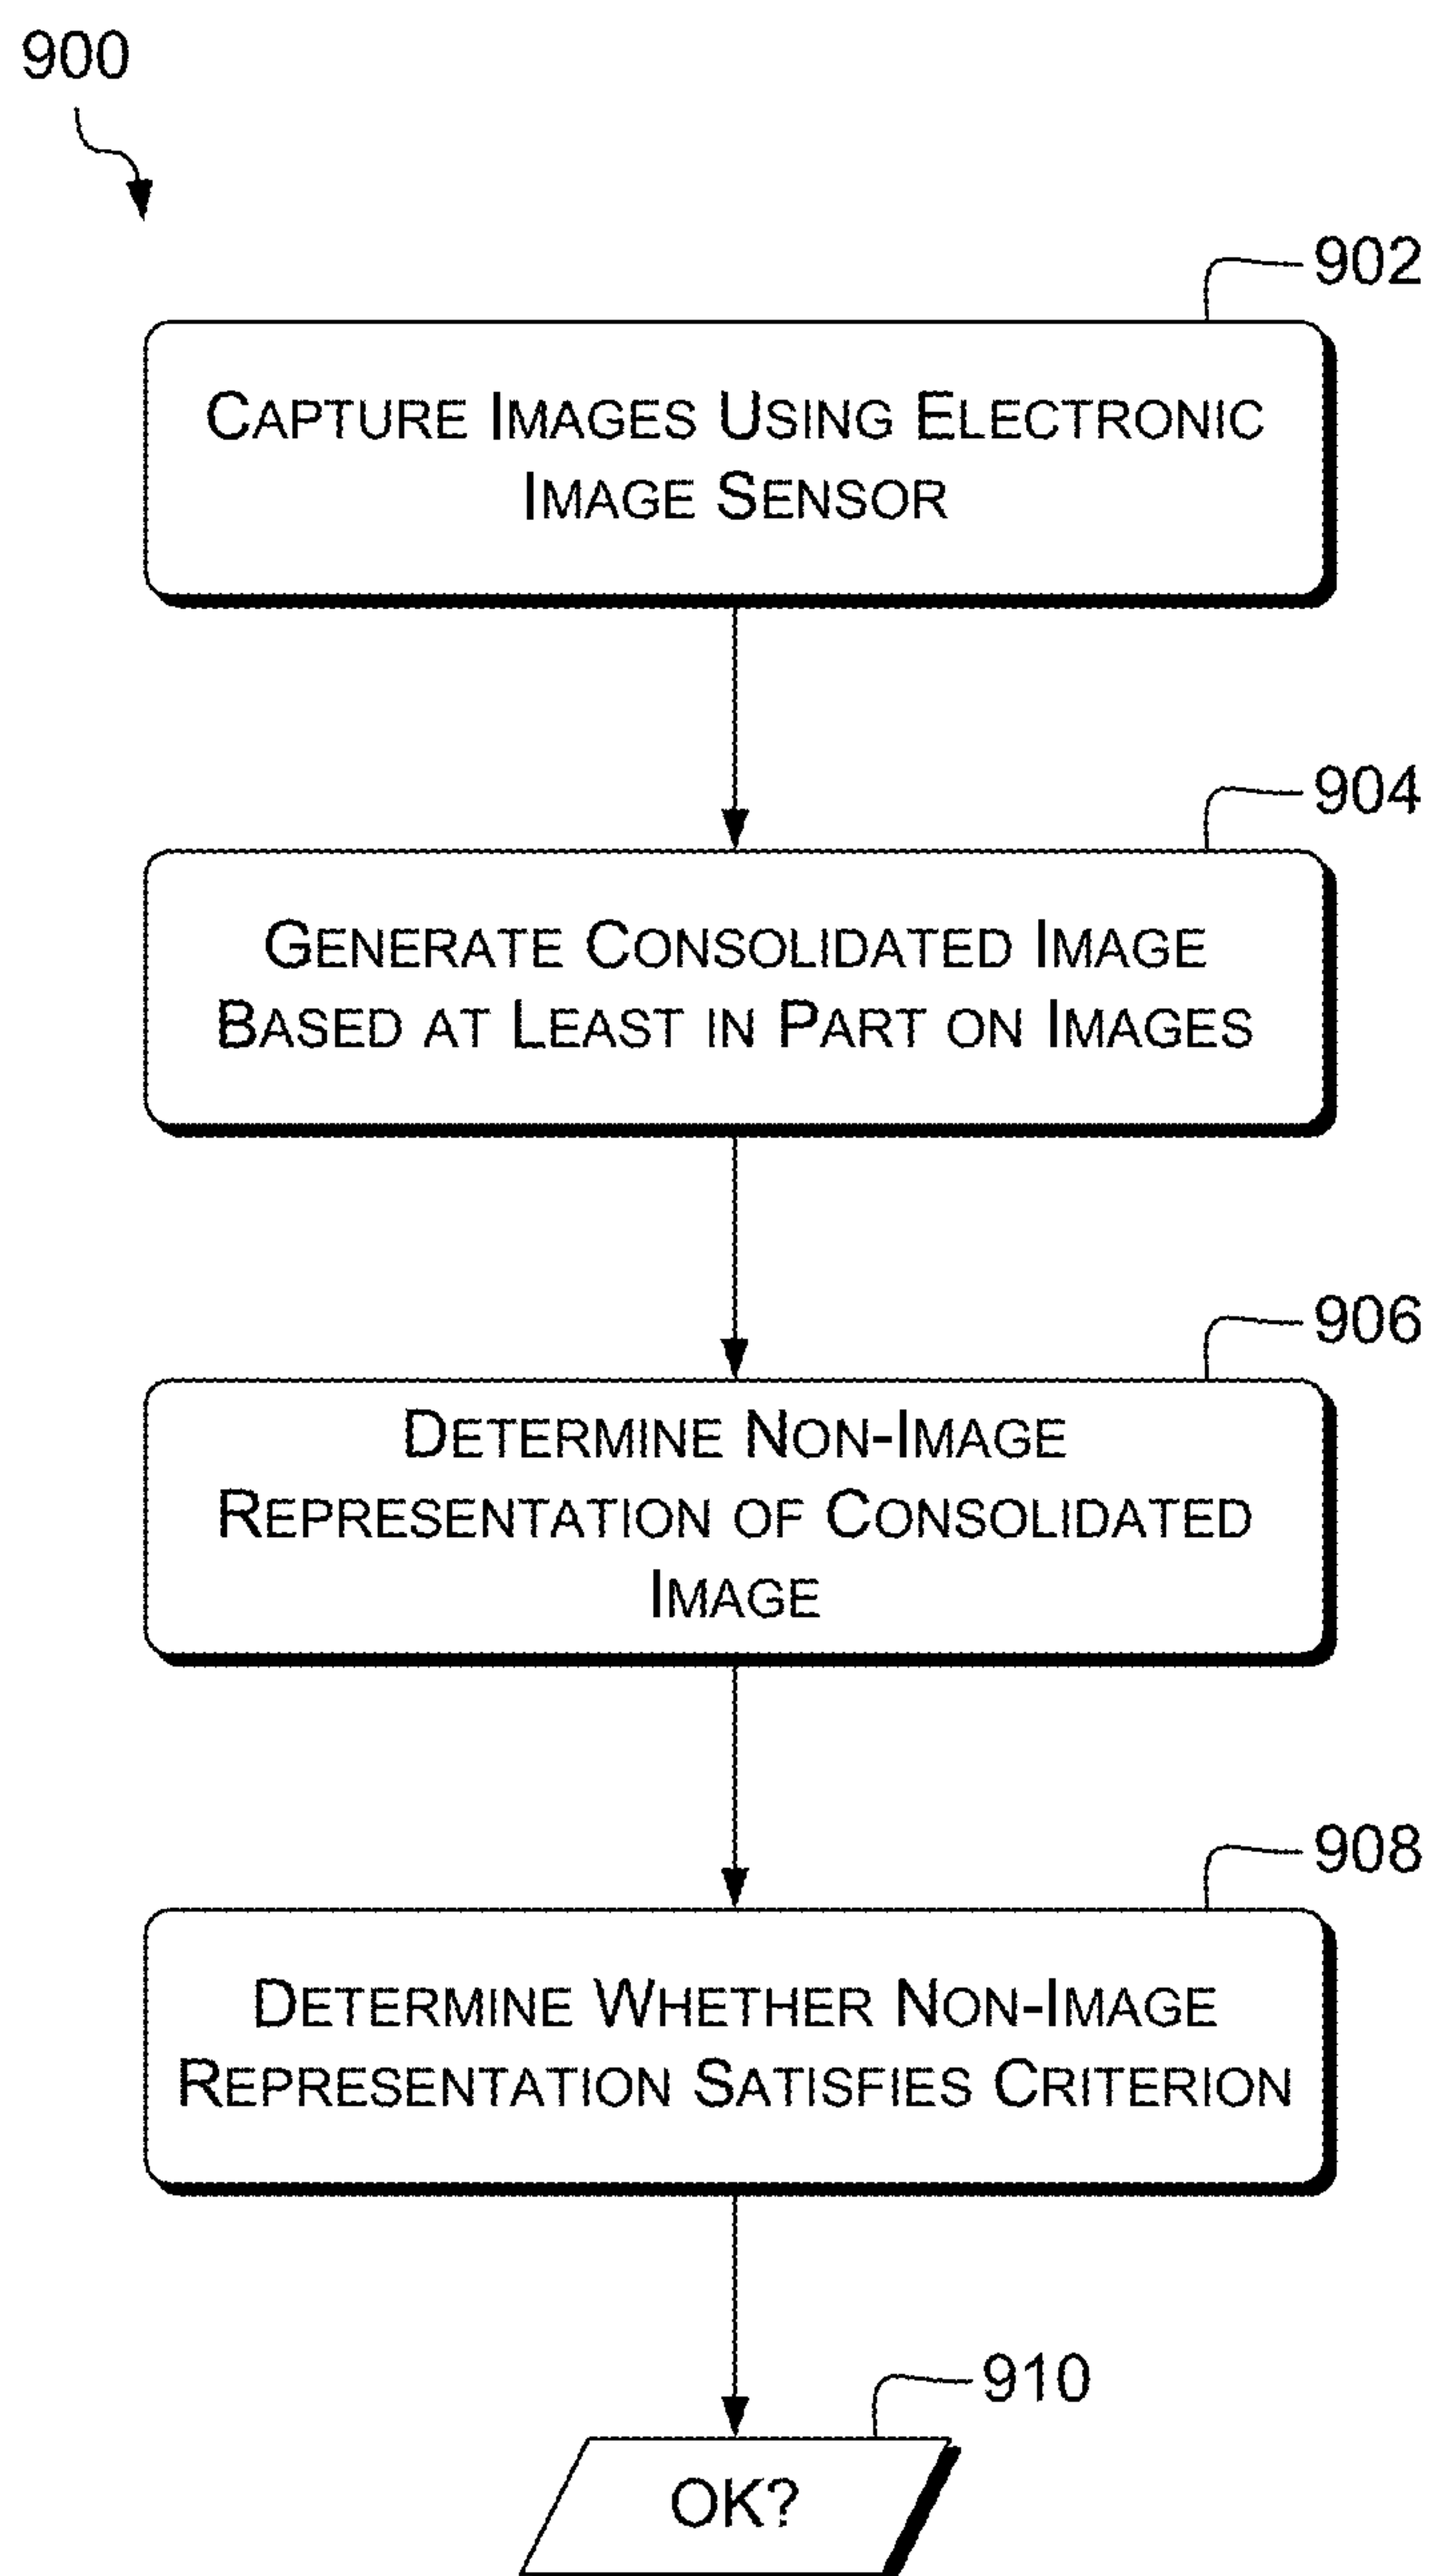 900
902
CAPTURE IMAGES USING ELECTRONIC
IMAGE SENSOR
904
GENERATE CONSOLIDATED IMAGE
BASED AT LEAST IN PART ON IMAGES
906
DETERMINE NON-IMAGE
REPRESENTATION OF CONSOLIDATED
IMAGE
908
DETERMINE WHETHER NON-IMAGE
REPRESENTATION SATISFIES CRITERION
910
OK?